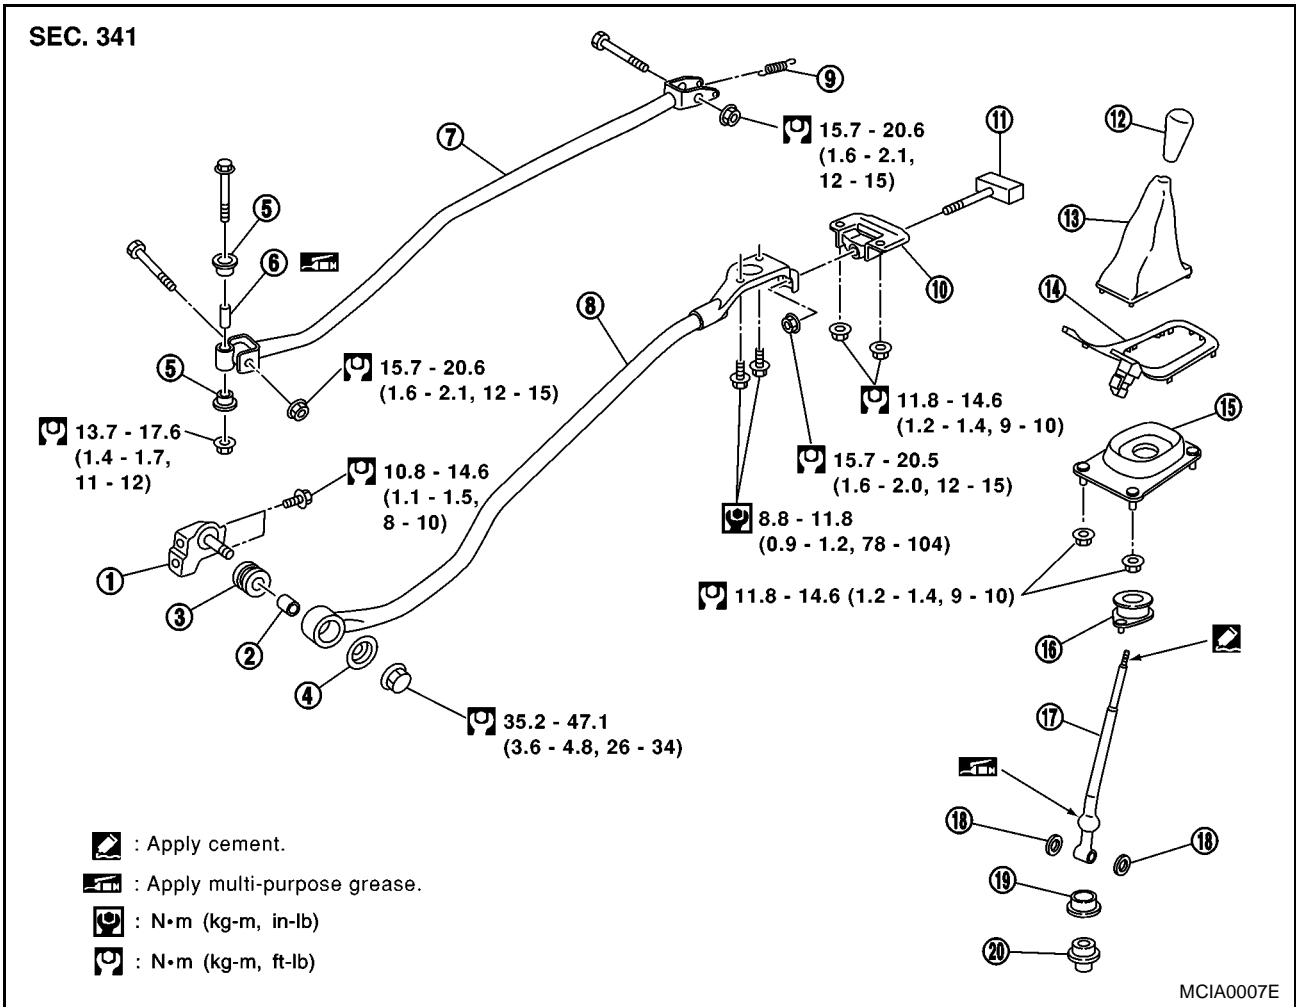 SEC. 341
9
7
15.7 - 20.6
(1.6 - 2.1,
12 - 15)
11
12
5
13
6
10
14
8
5
15.7 - 20.6
(1.6 - 2.1, 12 - 15)
11.8 - 14.6
(1.2 - 1.4, 9 - 10)
15
13.7 - 17.6
(1.4 - 1.7,
11 - 12)
10.8 - 14.6
(1.1 - 1.5,
8 - 10)
15.7 - 20.5
(1.6 - 2.0, 12 - 15)
8.8 - 11.8
(0.9 - 1.2, 78 - 104)
1
11.8 - 14.6 (1.2 - 1.4, 9 - 10)
3
2
16
4
17
35.2 - 47.1
(3.6 - 4.8, 26 - 34)
18
18
19
20
: Apply cement.
: Apply multi-purpose grease.
: N•m (kg-m, in-lb)
: N•m (kg-m, ft-lb)
MCIA0007E